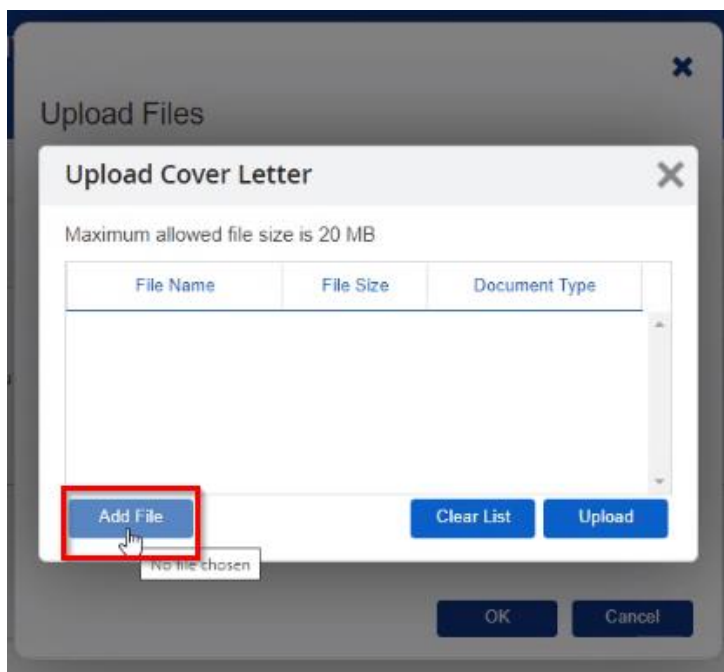 Upload Files
Upload Cover Letter
Maximum allowed file size is 20 MB
File Name File Size Document Type
Add File Clear List Upload
No file chosen
OK Cancel